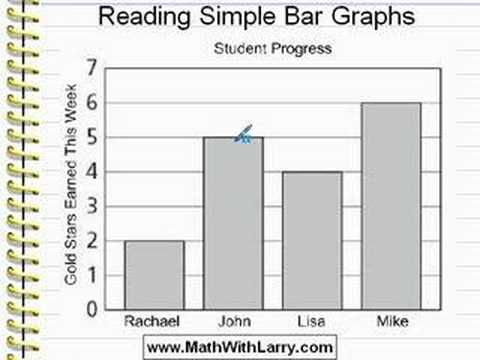 Reading Simple Bar Graphs
Student Progress
Gold Stars Earned This Week
7
6
5
4
3
2
1
0
Rachael John Lisa Mike
www.MathWithLarry.com